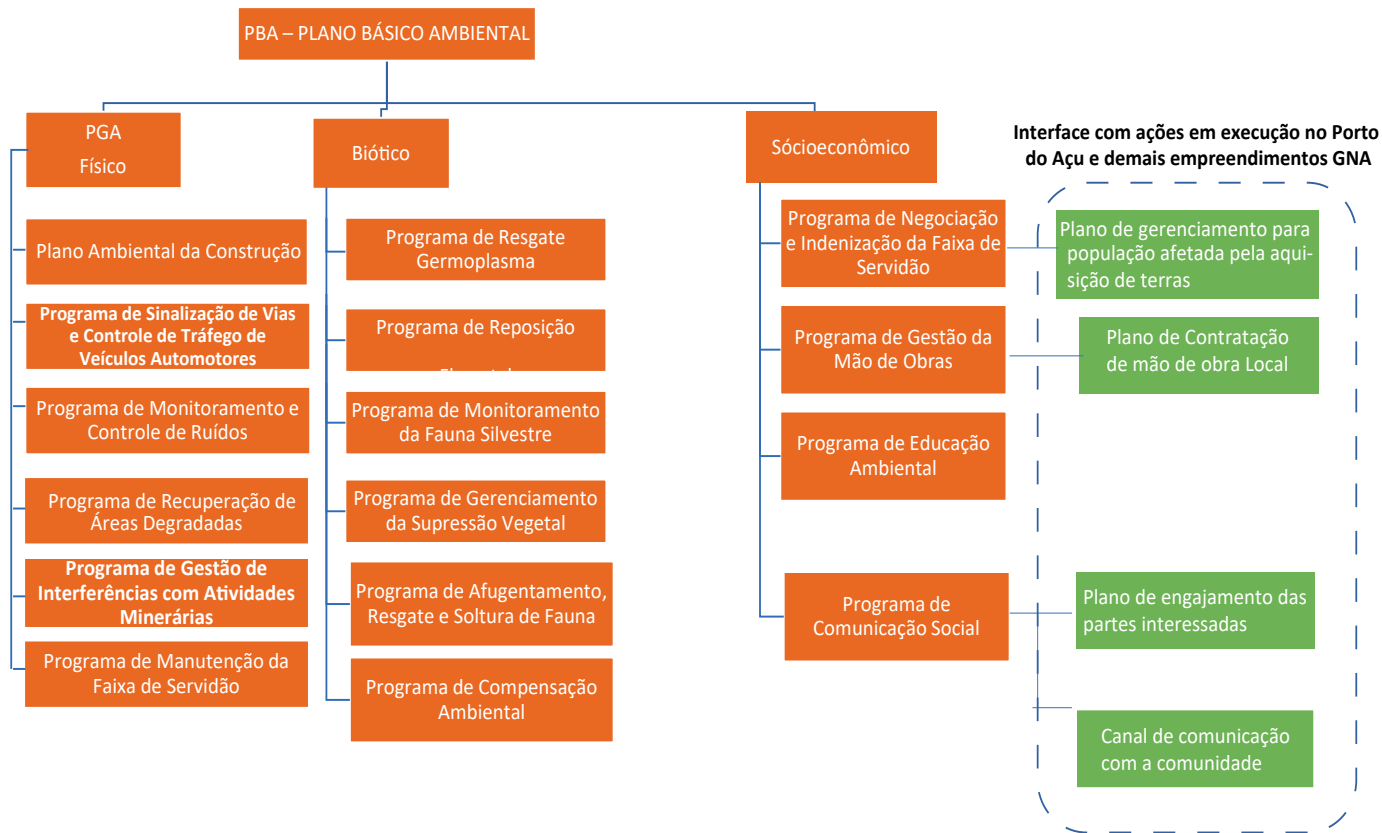 PBA – PLANO BÁSICO AMBIENTAL
PGA
Físico
Plano Ambiental da Construção
Programa de Sinalização de Vias
e Controle de Tráfego de
Veículos Automotores
Programa de Monitoramento e
Controle de Ruídos
Programa de Recuperação de
Áreas Degradadas
Programa de Gestão de
Interferências com Atividades
Minerárias
Programa de Manutenção da
Faixa de Servidão
Biótico
Programa de Resgate
Germoplasma
Programa de Reposição
Programa de Monitoramento
da Fauna Silvestre
Programa de Gerenciamento
da Supressão Vegetal
Programa de Afugentamento,
Resgate e Soltura de Fauna
Programa de Compensação
Ambiental
Sócioeconômico
Programa de Negociação
e Indenização da Faixa de
Servidão
Programa de Gestão da
Mão de Obras
Programa de Educação
Ambiental
Programa de
Comunicação Social
Interface com ações em execução no Porto
do Açu e demais empreendimentos GNA
Plano de gerenciamento para
população afetada pela aqui-
sição de terras
Plano de Contratação
de mão de obra Local
Plano de engajamento das
partes interessadas
Canal de comunicação
com a comunidade